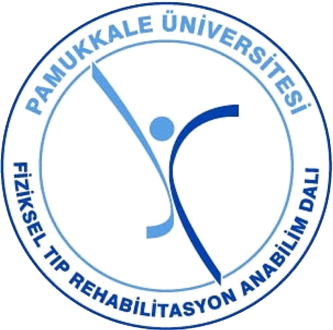 PAMUKKALE ÜNİVERSİTESİ
FİZİKSEL TIP REHABİLİTASYON ANABİLİM DALI